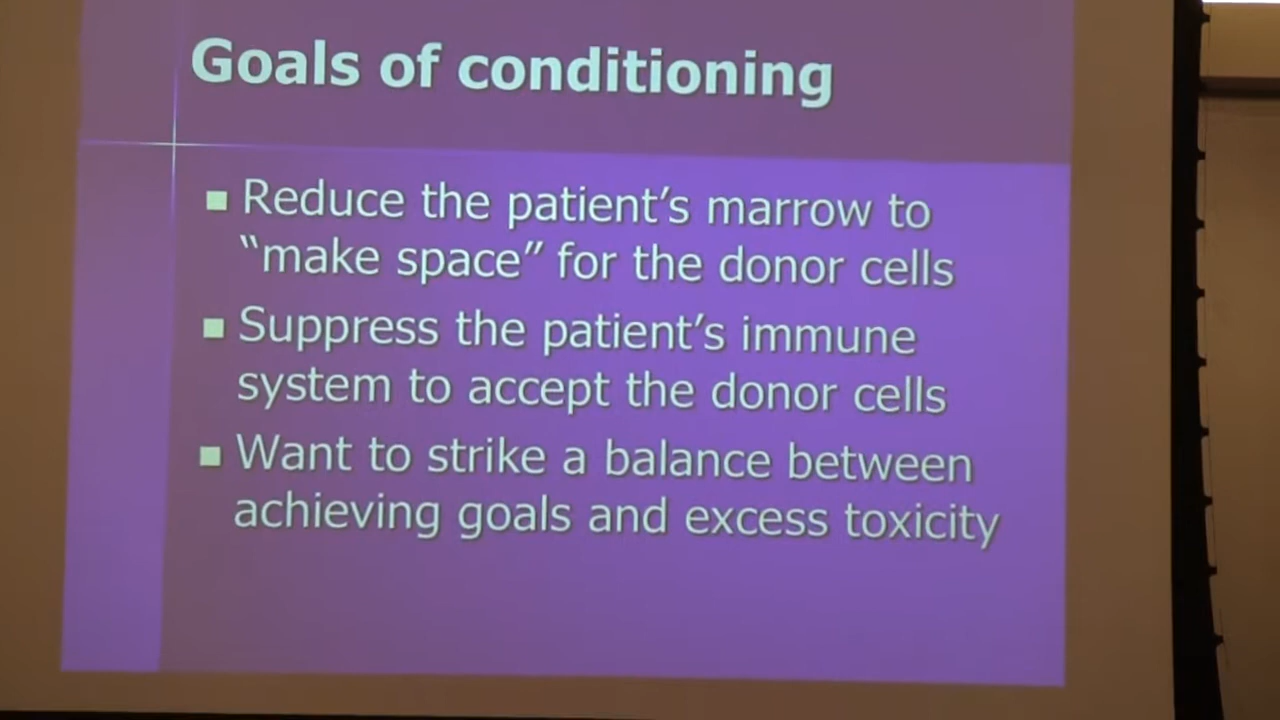 Goals of conditioning
Reduce the patient’s marrow to
“make space” for the donor cells
Suppress the patient’s immune
system to accept the donor cells
Want to strike a balance between
achieving goals and excess toxicity